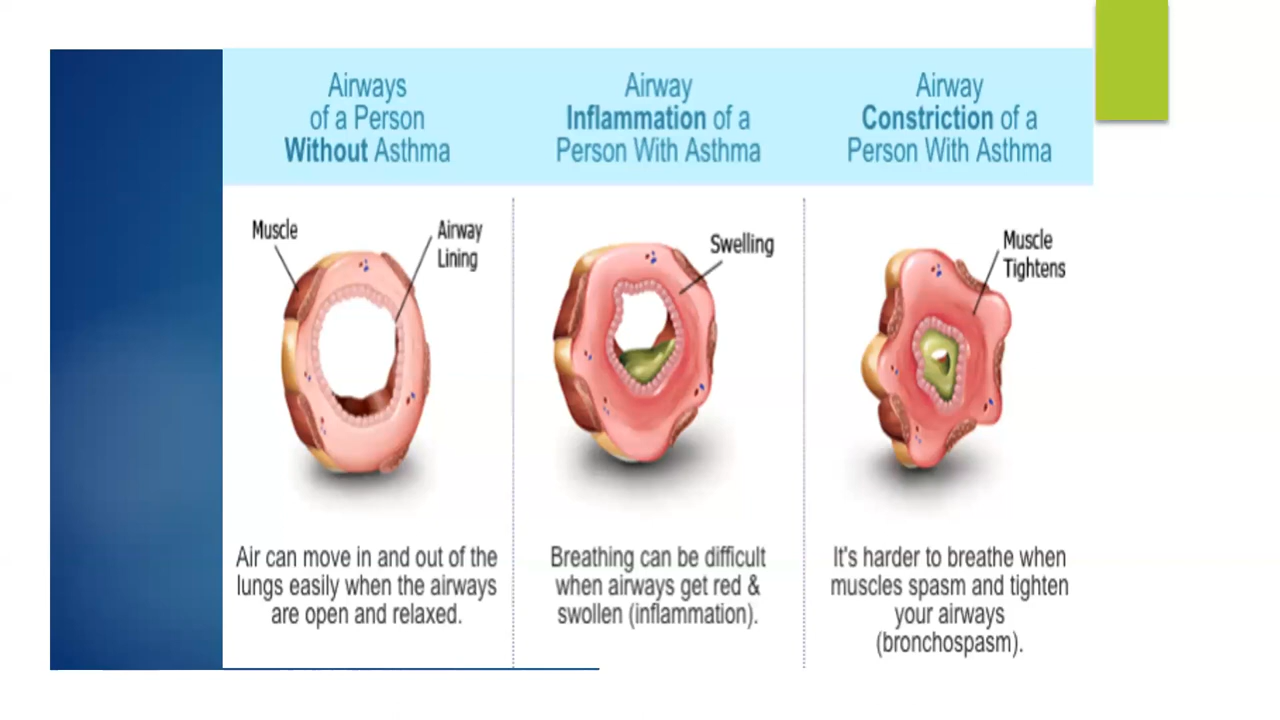 Airways
of a Person
Without Asthma
Muscle
Airway
Lining
Air can move in and out of the
lungs easily when the airways
are open and relaxed.
Airway
Inflammation of a
Person With Asthma
Swelling
Breathing can be difficult
when airways get red &
swollen (inflammation).
Airway
Constriction of a
Person With Asthma
Muscle
Tightens
It's harder to breathe when
muscles spasm and tighten
your airways
(bronchospasm).